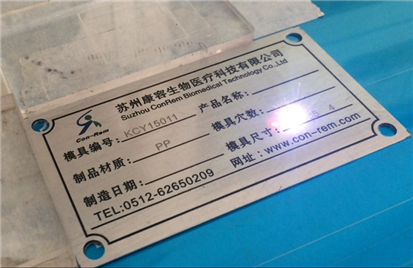 苏州康容生物医疗科技有限公司
Suzhou ConRem Biomedical Technology Co.,Ltd
Con-Rem
模具编号: KCY15011 产品名称:
制品材质: PP 模具穴数: 4
制造日期: 模具尺寸:
TEL:0512-62650209 网址: www.con-rem.com